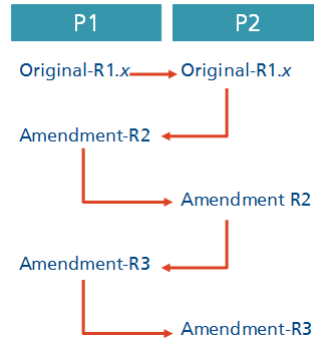 P1 P2
Original-R1.x Original-R1.x
Amendment-R2
Amendment R2
Amendment-R3
Amendment-R3